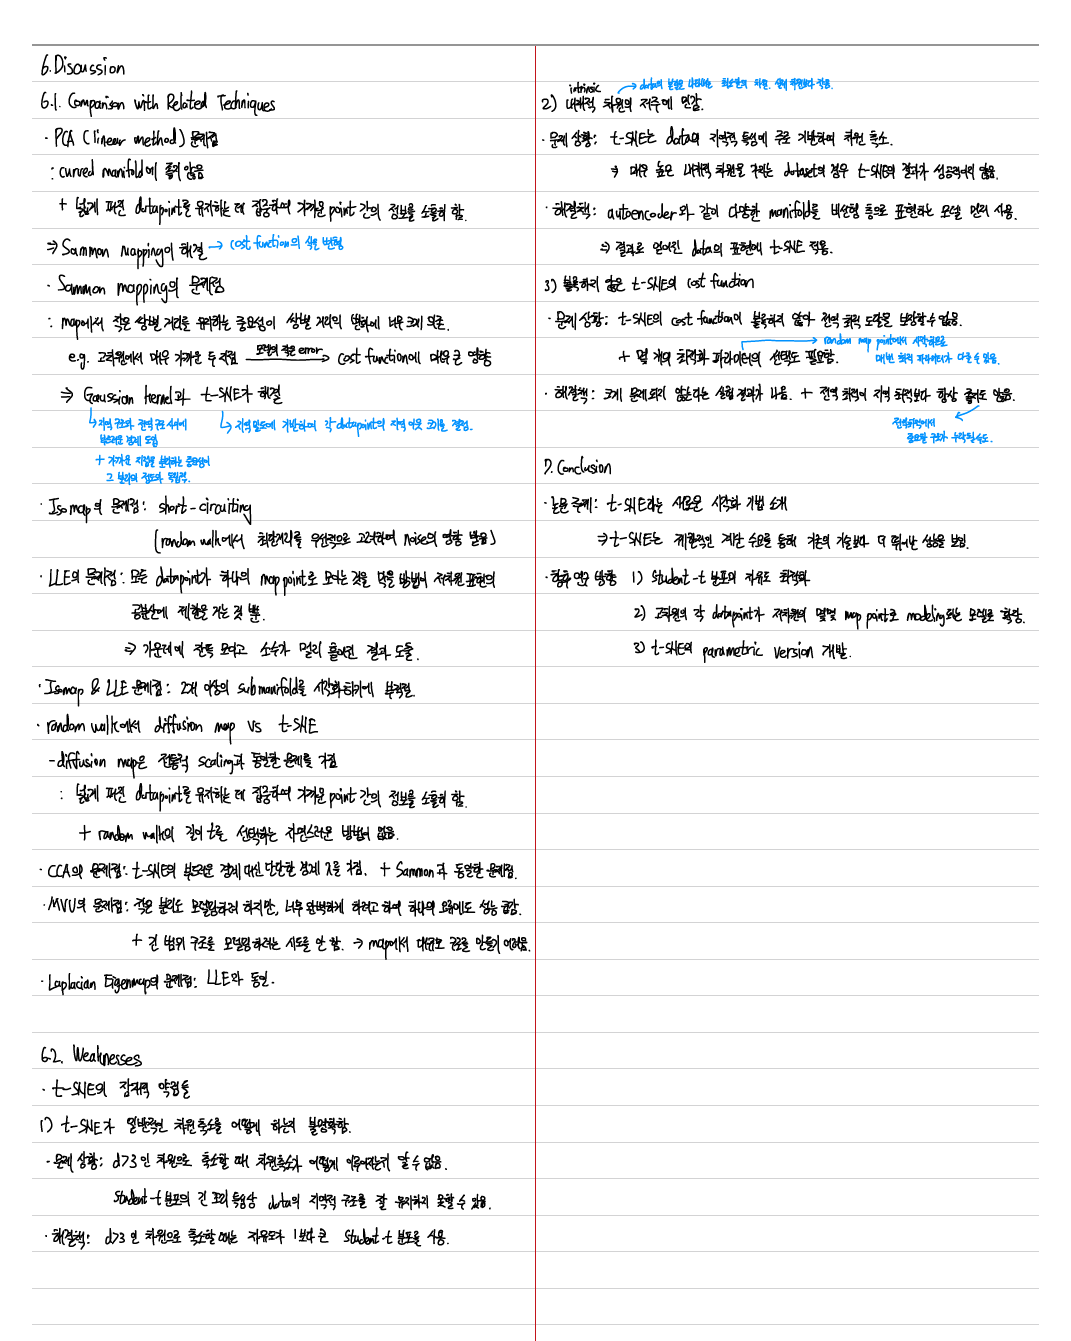 6. Discussion
6.1. Comparison with Related Techniques
· PCA (linear method) 문제점
: curved manifold에 좋지 않음
+ 넓게 퍼진 datapoint를 유지하는 데 집중하여 가까운 point 간의 정보를 소홀히 함.
⇒ Sammon mapping이 해결 → cost function의 식을 변형
· Sammon mapping의 문제점
: map에서 작은 쌍별 거리를 유지하는 중요성이 쌍별 거리의 변화에 너무 크게 의존.
e.g. 고차원에서 매우 가까운 두 지점 모델의 작은 error → cost function에 매우 큰 영향
⇒ Gaussian kernel과 t-SNE가 해결
↳ 지역 구조와 전역 구조 사이에 부드러운 경계 도입
+ 가까운 지점을 분리하는 중요성이 그 분리의 정도와 독립적.
↳ 지역 밀도에 기반하여 각 datapoint의 지역 이웃 크기를 결정.
· Isomap의 문제점: short-circuiting
(random walk에서 최단거리를 우선적으로 고려하여 noise의 영향 받음)
· LLE의 문제점: 모든 datapoint가 하나의 map point로 모이는 것을 막을 방법이 저차원 표현의
공분산에 제한을 거는 것 뿐.
⇒ 가운데에 잔뜩 모이고 소수가 멀리 흩어진 결과 도출.
· Isomap & LLE 문제점: 2개 이상의 submanifold를 시각화하기에 부적절
· random walk에서 diffusion map vs t-SNE
- diffusion map은 전통적 scaling과 동일한 문제를 가짐
: 넓게 퍼진 datapoint를 유지하는 데 집중하여 가까운 point 간의 정보를 소홀히 함.
+ random walk의 길이 t를 선택하는 자연스러운 방법이 없음.
· CCA의 문제점: t-SNE의 부드러운 경계 대신 단단한 경계 λ를 가짐. + Sammon과 동일한 문제점.
· MVU의 문제점: 작은 분리도 모델링하려 하지만, 너무 완벽하게 하려고 하여 하나의 오류에도 성능 급감.
+ 긴 범위 구조를 모델링 하려는 시도를 안 함. → map에서 대규모 구조를 만들기 어려움.
· Laplacian Eigenmap의 문제점: LLE와 동일.
6.2. Weaknesses
· t-SNE의 잠재적 약점들
1) t-SNE가 일반적인 차원 축소를 어떻게 하는지 불명확함.
· 문제 상황: d>3 인 차원으로 축소할 때 차원축소가 어떻게 이루어지는지 알 수 없음.
Student-t 분포의 긴 꼬리 특성상 data의 지역적 구조를 잘 유지하지 못할 수 있음.
· 해결책: d>3 인 차원으로 축소할 때는 자유도가 1보다 큰 Student-t 분포를 사용.
intrinsic → data의 분포를 나타내는 최소한의 차원. 실제 차원보다 작음.
2) 내재적 차원의 저주에 민감.
· 문제 상황: t-SNE는 data의 지역적 특성에 주로 기반하여 차원 축소.
⇒ 매우 높은 내재적 차원을 가지는 dataset의 경우 t-SNE의 결과가 성공적이지 않음.
· 해결책: autoencoder와 같이 다양한 manifold를 비선형 층으로 표현하는 모델 먼저 사용.
⇒ 결과로 얻어진 data의 표현에 t-SNE 적용.
3) 볼록하지 않은 t-SNE의 cost function
· 문제 상황: t-SNE의 cost function이 볼록하지 않아 전역 최적 도달을 보장할 수 없음.
+ 몇 개의 최적화 파라미터의 선택도 필요함. → random map point에서 시작하므로
매번 최적 파라미터가 다를 수 있음.
· 해결책: 크게 문제되지 않는다는 실험 결과가 나옴. + 전역 최적이 지역 최적보다 항상 좋지도 않음.
전역최적에서
중요한 구조가 누락될 수도.
7. Conclusion
· 논문 주제: t-SNE라는 새로운 시각화 기법 소개
⇒ t-SNE는 제한적인 계산 수요를 통해 기존의 기술보다 더 뛰어난 성능을 보임.
· 향후 연구 방향 1) Student-t 분포의 자유도 최적화
2) 고차원의 각 datapoint가 저차원의 몇몇 map point로 modeling되는 모델로 확장.
3) t-SNE의 parametric version 개발.